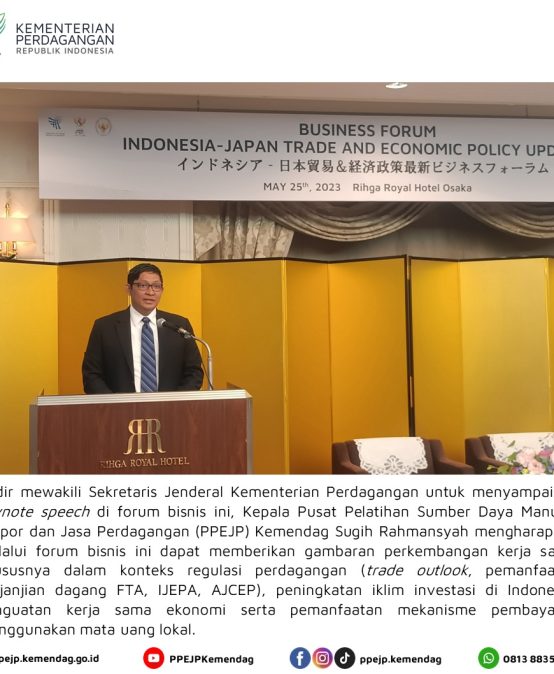 KEMENTERIAN
PERDAGANGAN
REPUBLIK INDONESIA
BUSINESS FORUM
INDONESIA-JAPAN TRADE AND ECONOMIC POLICY UPD
インドネシア - 日本貿易＆経済政策最新ビジネスフォーラム
MAY 25th, 2023 Rihga Royal Hotel Osaka
RIHGA ROYAL HOTEL
dir mewakili Sekretaris Jenderal Kementerian Perdagangan untuk menyampai
ynote speech di forum bisnis ini, Kepala Pusat Pelatihan Sumber Daya Manu
por dan Jasa Perdagangan (PPEJP) Kemendag Sugih Rahmansyah mengharap
lalui forum bisnis ini dapat memberikan gambaran perkembangan kerja sa
ususnya dalam konteks regulasi perdagangan (trade outlook, pemanfaa
janjian dagang FTA, IJEPA, AJCEP), peningkatan iklim investasi di Indone
nguatan kerja sama ekonomi serta pemanfaatan mekanisme pembaya
nggunakan mata uang lokal.
pejp.kemendag.go.id PPEJPKemendag ppejp.kemendag 0813 8835